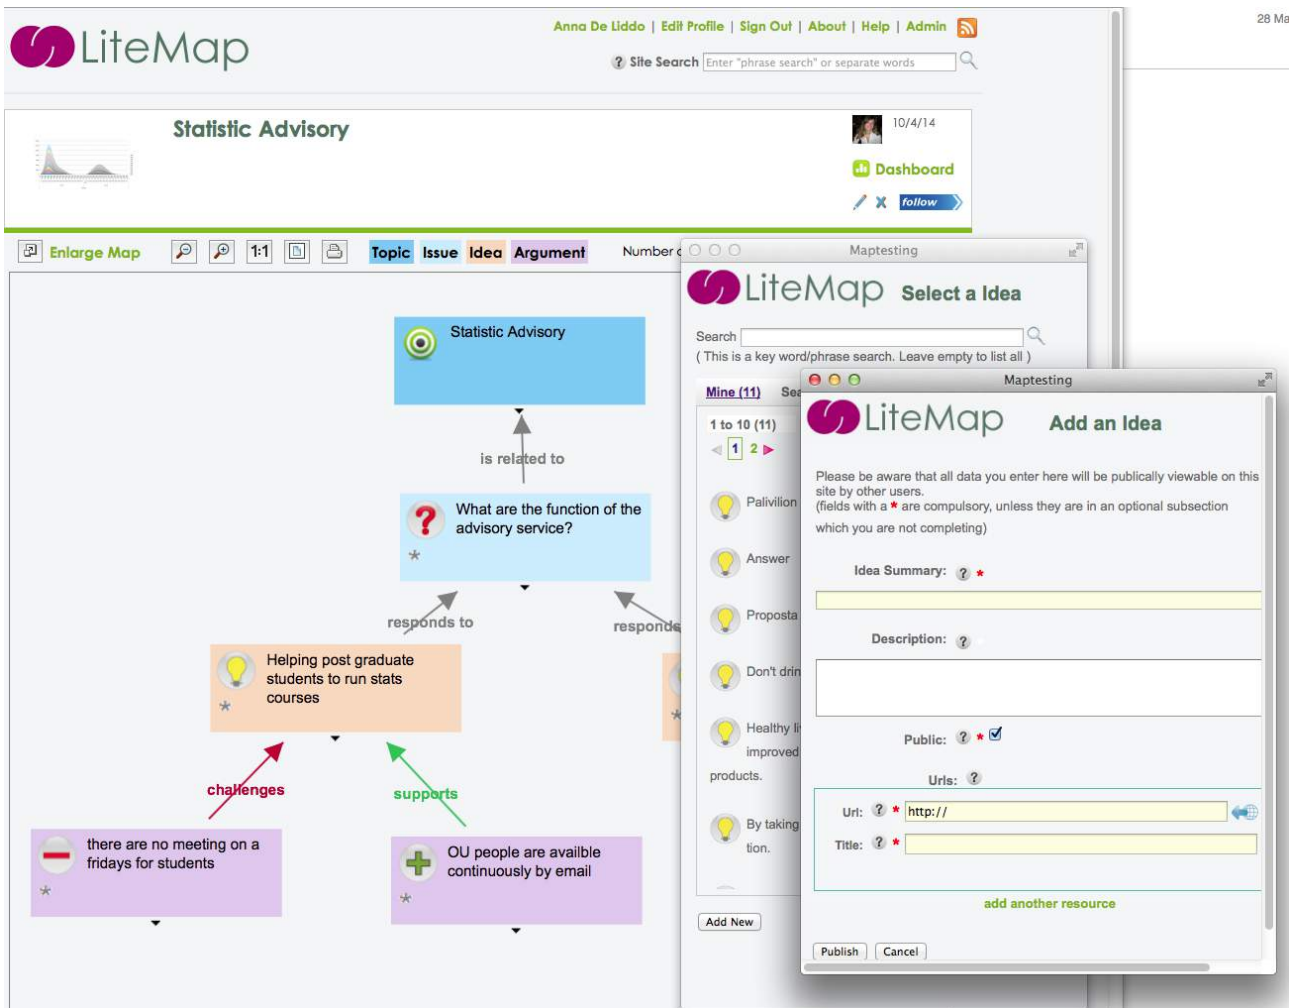 28 Ma
LiteMap
Anna De Liddo | Edit Profile | Sign Out | About | Help | Admin
? Site Search Enter "phrase search" or separate words
Statistic Advisory
10/4/14
Dashboard
follow
Enlarge Map 1:1 Topic Issue Idea Argument Number
Statistic Advisory
is related to
What are the function of the
advisory service?
*
responds to
responds
Helping post graduate
students to run stats
courses
*
*
challenges
supports
there are no meeting on a
fridays for students
*
OU people are availble
continuously by email
*
Maptesting
LiteMap Select a Idea
Search
( This is a key word/phrase search. Leave empty to list all )
Mine (11) Sea
1 to 10 (11)
1 2
Palivilion
Answer
Proposta
Don't drin
Healthy li
improved
products.
By taking
tion.
Add New
Maptesting
LiteMap Add an Idea
Please be aware that all data you enter here will be publically viewable on this
site by other users.
(fields with a * are compulsory, unless they are in an optional subsection
which you are not completing)
Idea Summary: ? *
Description: ?
Public: ? *
Urls: ?
Url: ? * http://
Title: ? *
add another resource
Publish Cancel